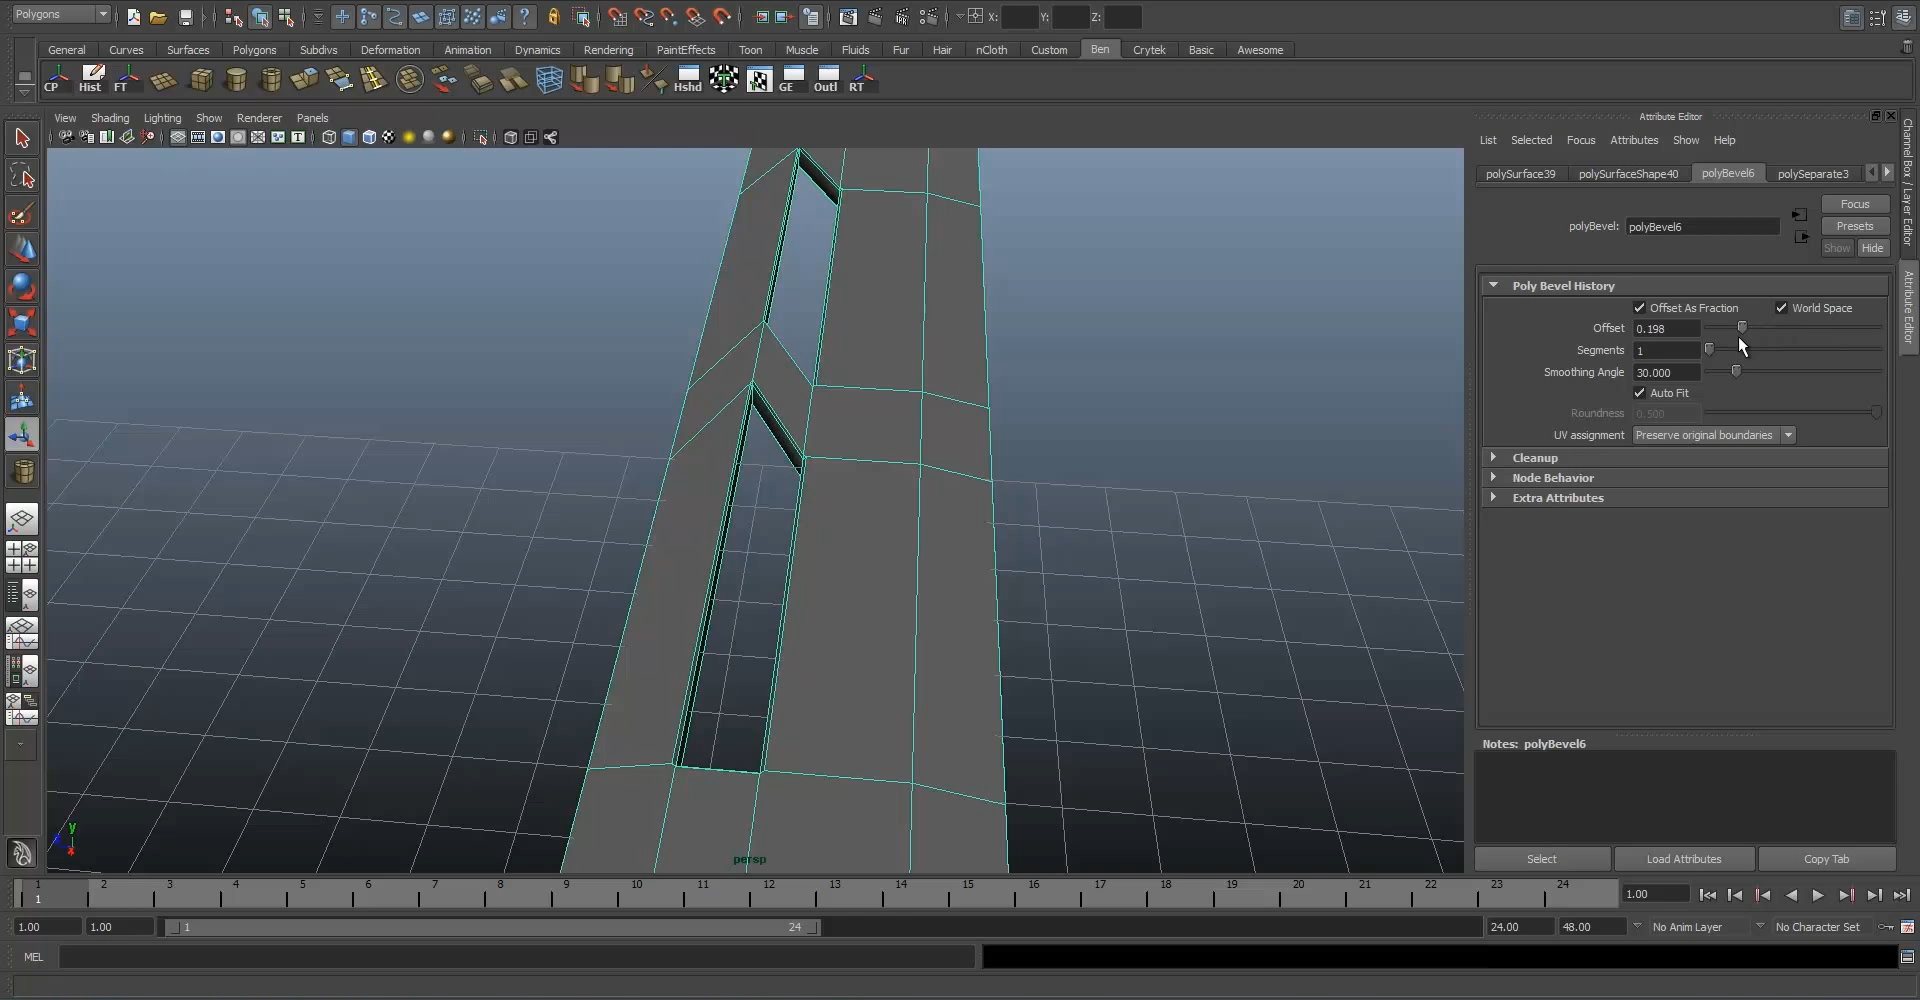 Polygons
X:
Y:
Z:
General Curves Surfaces Polygons Subdivs Deformation Animation Dynamics Rendering PaintEffects Toon Muscle Fluids Fur Hair nCloth Custom Ben Crytek Basic Awesome
CP Hist FT Hshd GE Outl RT
View Shading Lighting Show Renderer Panels
Attribute Editor
List Selected Focus Attributes Show Help
polySurface39 polySurfaceShape40 polyBevel6 polySeparate3
Focus
polyBevel: polyBevel6
Presets
Show Hide
Poly Bevel History
Offset As Fraction World Space
Offset 0.198
Segments 1
Smoothing Angle 30.000
Auto Fit
Roundness 0.500
UV assignment Preserve original boundaries
Cleanup
Node Behavior
Extra Attributes
Notes: polyBevel6
Select Load Attributes Copy Tab
Channel Box / Layer Editor
Attribute Editor
y
x
persp
1 2 3 4 5 6 7 8 9 10 11 12 13 14 15 16 17 18 19 20 21 22 23 24
1
1.00
1.00 1.00 1 24 24.00 48.00 No Anim Layer No Character Set
MEL